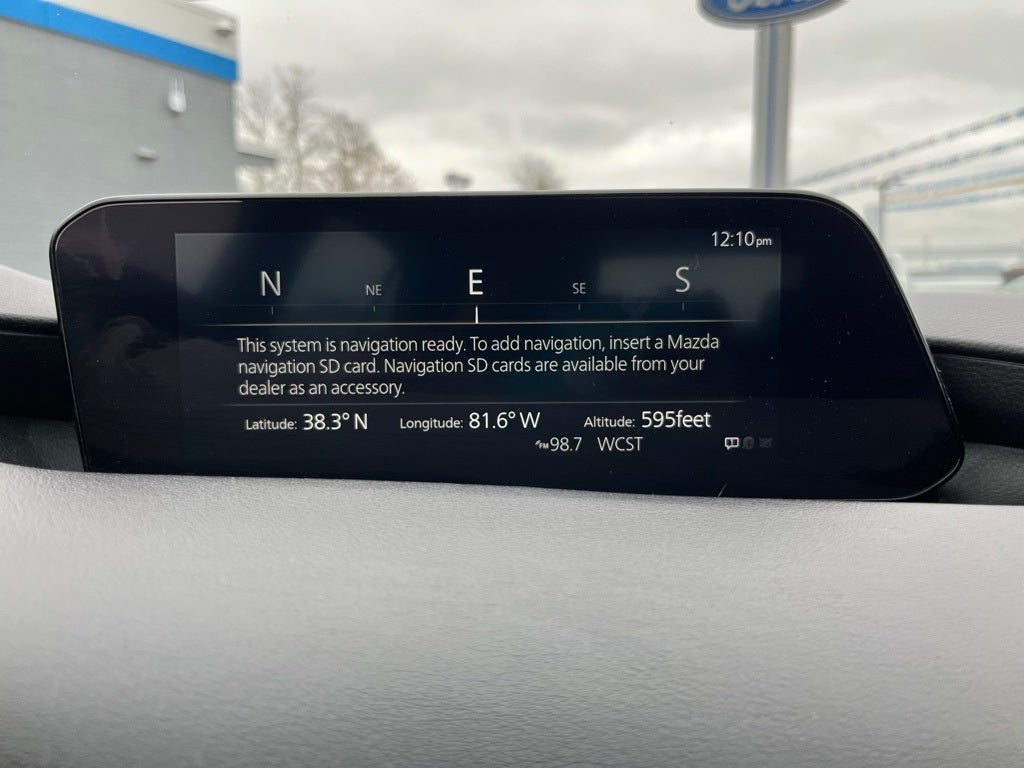 12:10pm
N NE E SE S
This system is navigation ready. To add navigation, insert a Mazda
navigation SD card. Navigation SD cards are available from your
dealer as an accessory.
Latitude: 38.3° N Longitude: 81.6° W Altitude: 595feet
FM 98.7 WCST